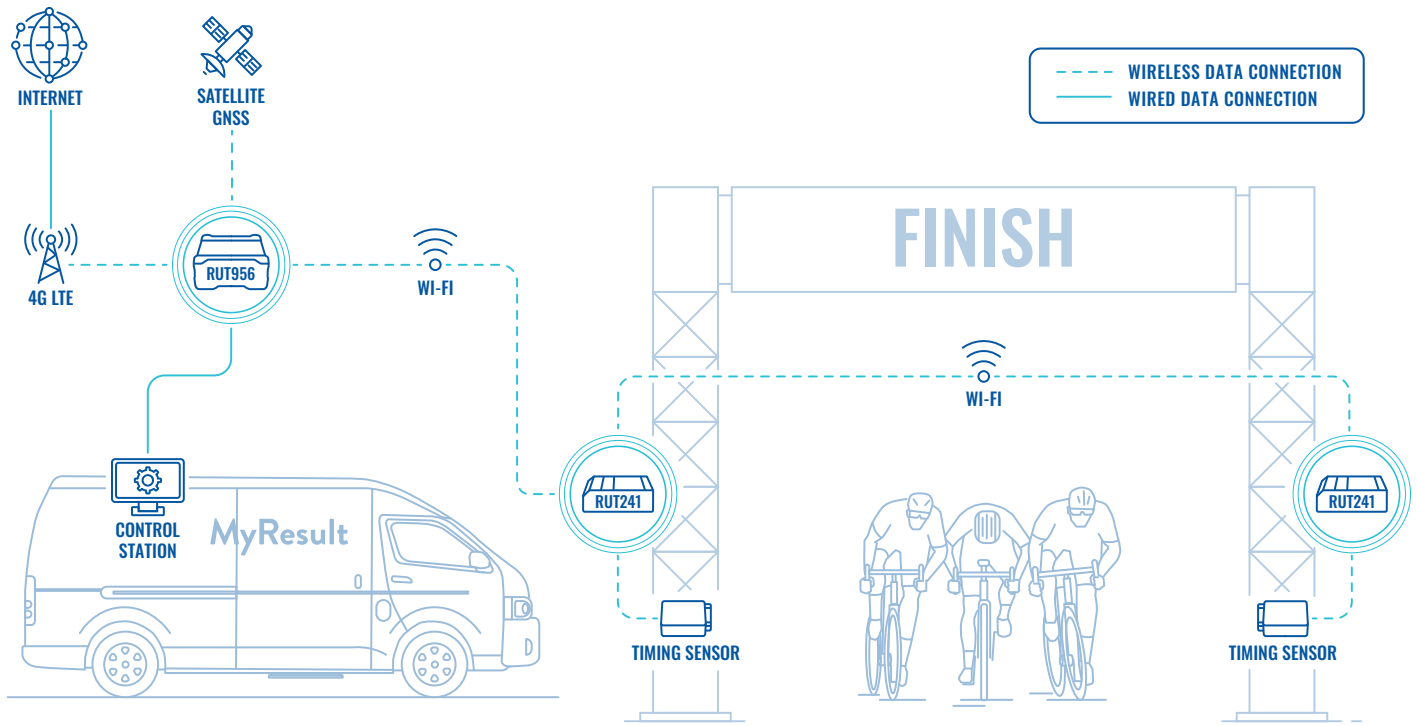 INTERNET
SATELLITE
GNSS
WIRELESS DATA CONNECTION
WIRED DATA CONNECTION
FINISH
RUT956
4G LTE
WI-FI
WI-FI
RUT241
RUT241
CONTROL
STATION
MyResult
TIMING SENSOR
TIMING SENSOR